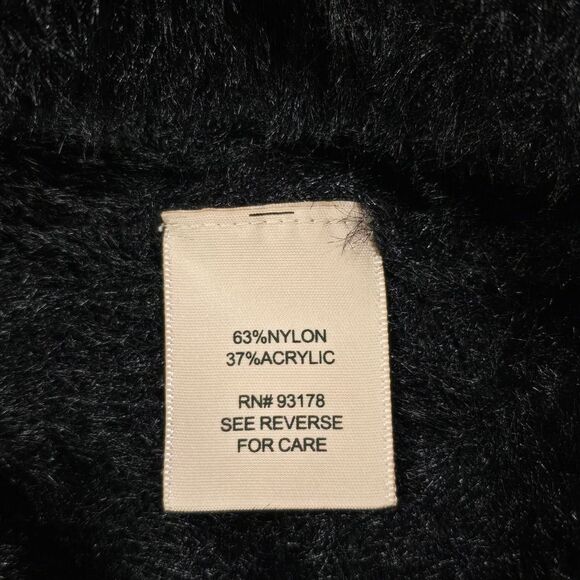 63%NYLON
37%ACRYLIC
RN# 93178
SEE REVERSE
FOR CARE